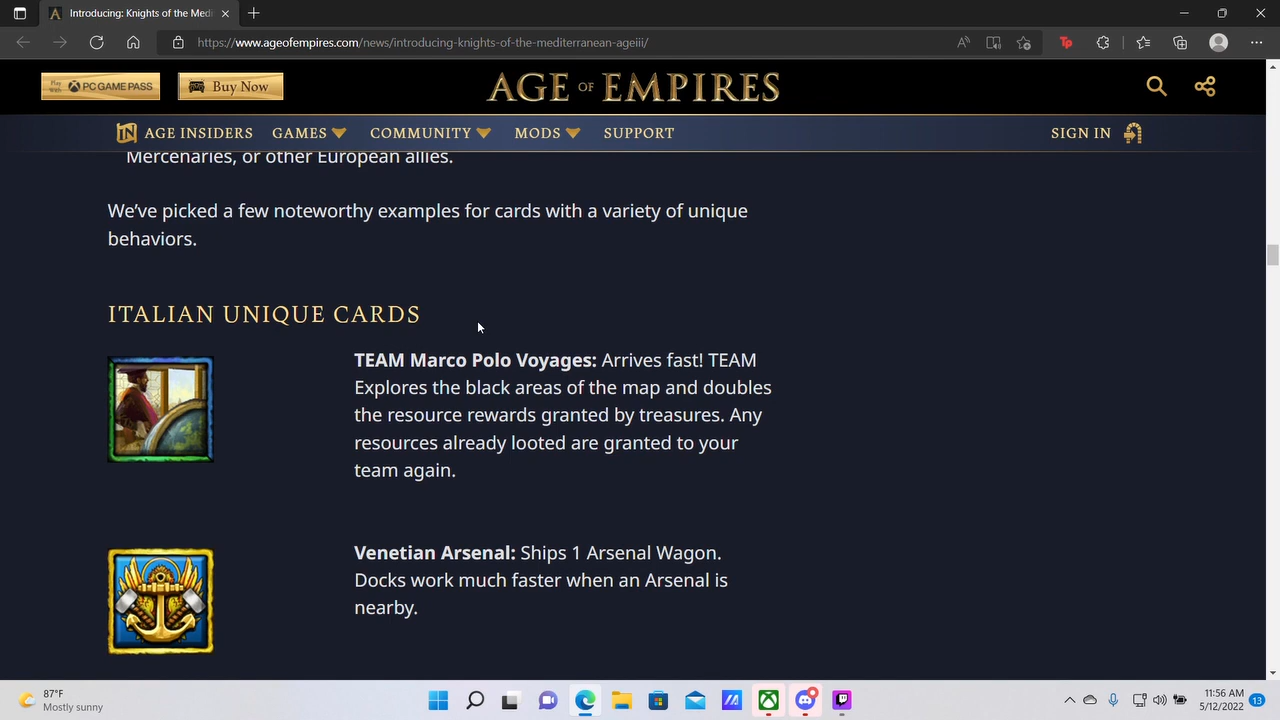 Introducing: Knights of the Medi
https://www.ageofempires.com/news/introducing-knights-of-the-mediterranean-ageiii/
PC GAME PASS
Buy Now
AGE OF EMPIRES
AGE INSIDERS
GAMES
COMMUNITY
MODS
SUPPORT
SIGN IN
Mercenaries, or other European allies.
We’ve picked a few noteworthy examples for cards with a variety of unique
behaviors.
ITALIAN UNIQUE CARDS
TEAM Marco Polo Voyages: Arrives fast! TEAM
Explores the black areas of the map and doubles
the resource rewards granted by treasures. Any
resources already looted are granted to your
team again.
Venetian Arsenal: Ships 1 Arsenal Wagon.
Docks work much faster when an Arsenal is
nearby.
87°F
Mostly sunny
11:56 AM
5/12/2022
13